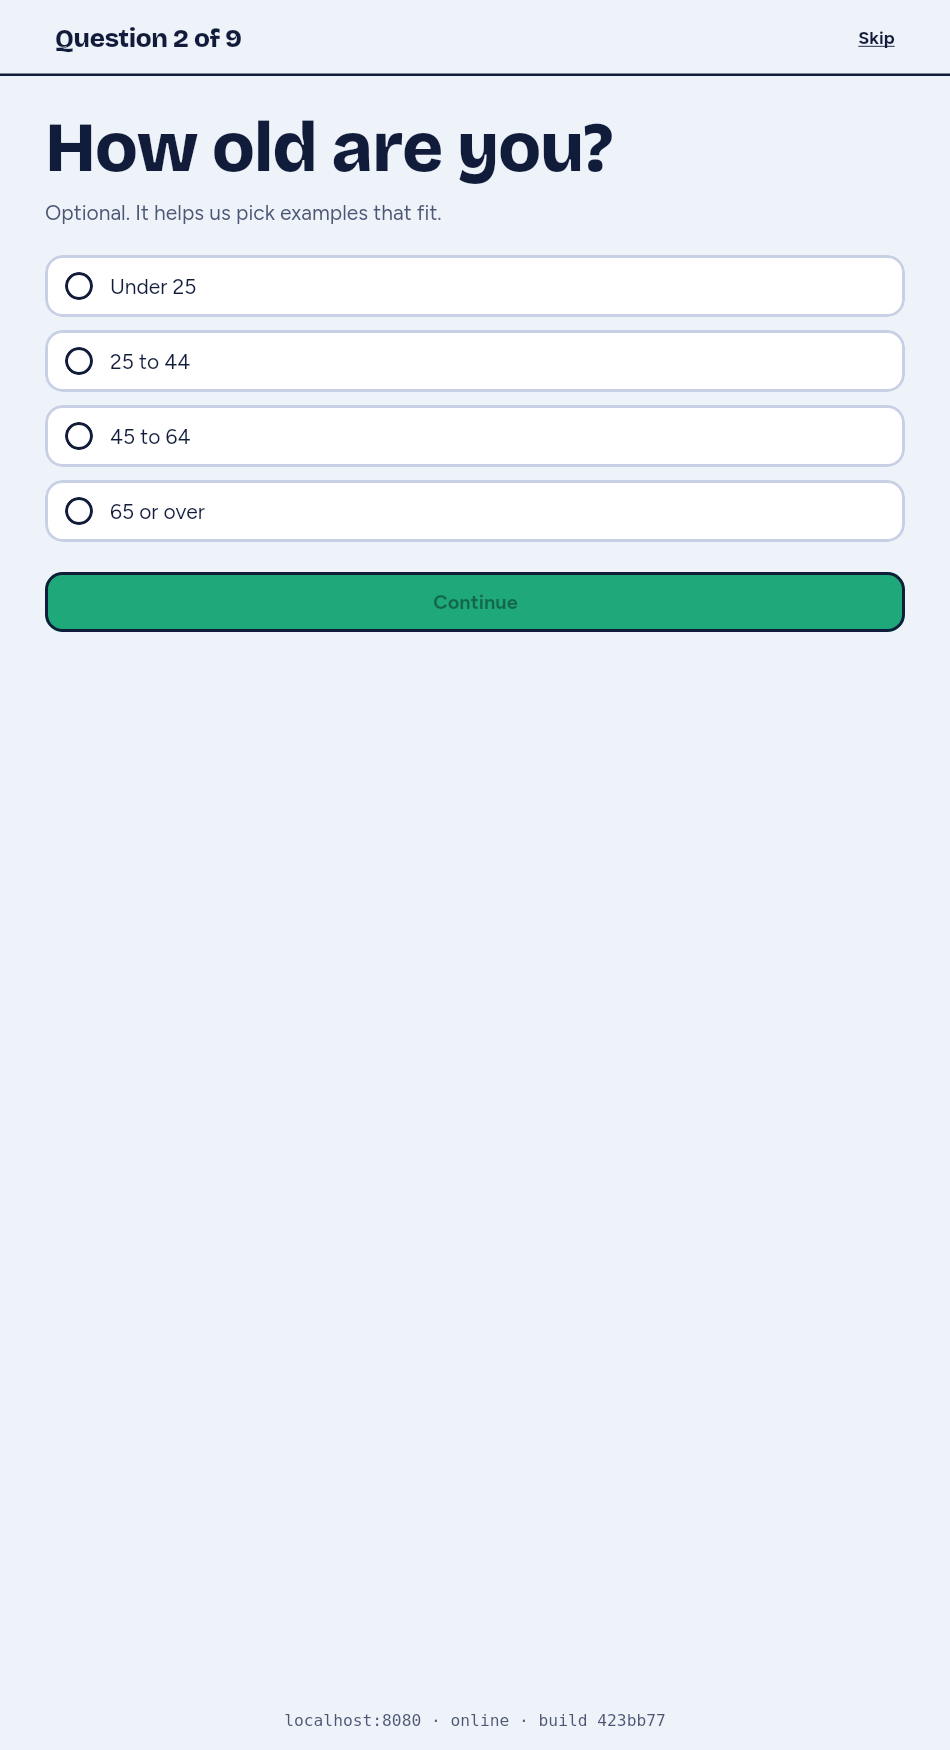 Question 2 of 9
Skip
How old are you?
Optional. It helps us pick examples that fit.
Under 25
25 to 44
45 to 64
65 or over
Continue
localhost:8080 · online · build 423bb77